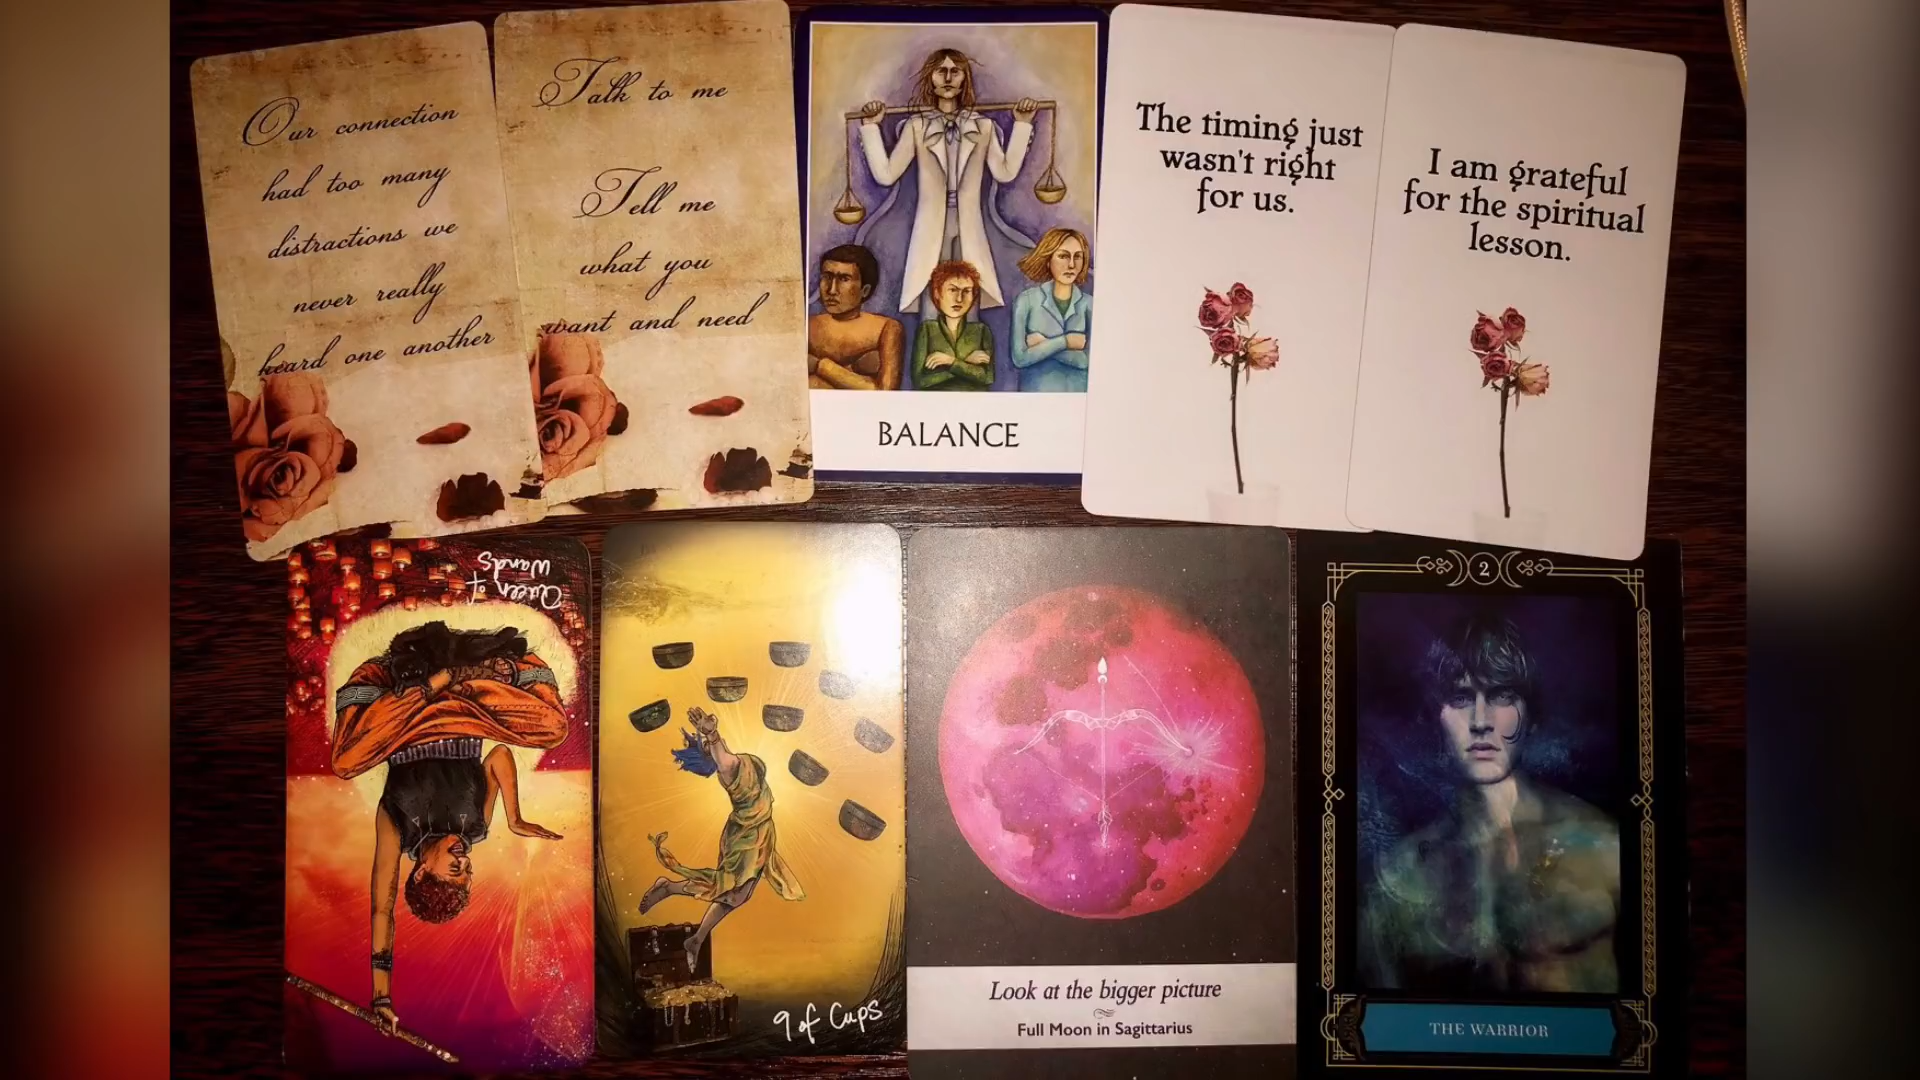 Our connection
had too many
distractions we
never really
heard one another
Talk to me
Tell me
what you
want and need
BALANCE
The timing just
wasn't right
for us.
I am grateful
for the spiritual
lesson.
Queen of
Wands
9 of Cups
Look at the bigger picture
Full Moon in Sagittarius
2
THE WARRIOR